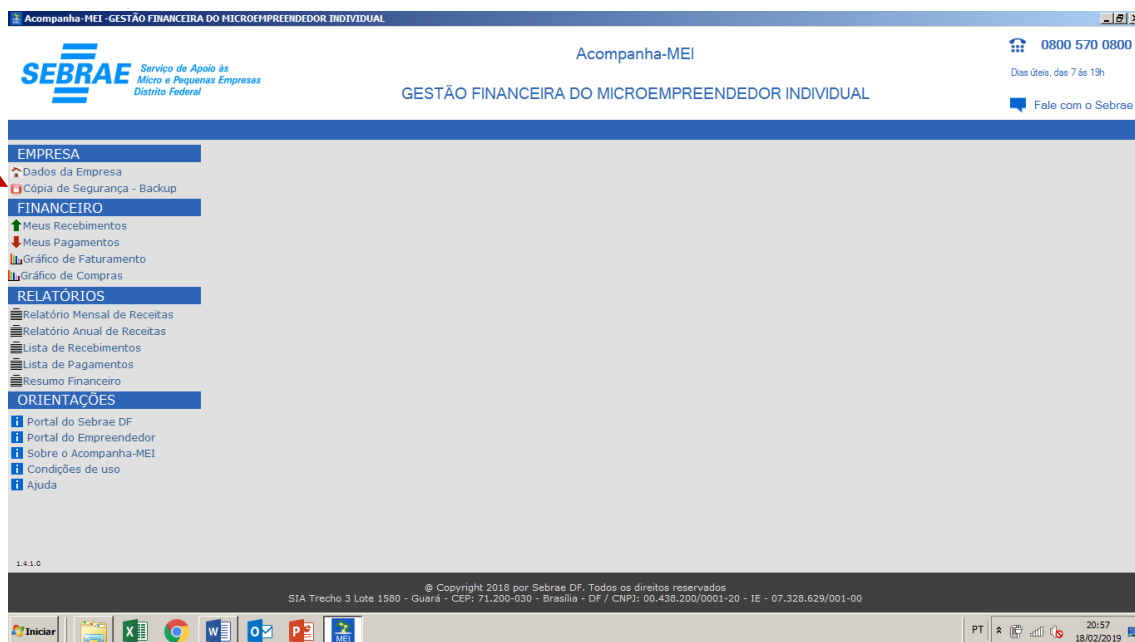 Acompanha-MEI -GESTÃO FINANCEIRA DO MICROEMPREENDEDOR INDIVIDUAL
SEBRAE
Serviço de Apoio às
Micro e Pequenas Empresas
Distrito Federal
Acompanha-MEI
GESTÃO FINANCEIRA DO MICROEMPREENDEDOR INDIVIDUAL
0800 570 0800
Dias úteis, das 7 às 19h
Fale com o Sebrae
EMPRESA
Dados da Empresa
Cópia de Segurança - Backup
FINANCEIRO
Meus Recebimentos
Meus Pagamentos
Gráfico de Faturamento
Gráfico de Compras
RELATÓRIOS
Relatório Mensal de Receitas
Relatório Anual de Receitas
Lista de Recebimentos
Lista de Pagamentos
Resumo Financeiro
ORIENTAÇÕES
Portal do Sebrae DF
Portal do Empreendedor
Sobre o Acompanha-MEI
Condições de uso
Ajuda
1.4.1.0
@ Copyright 2018 por Sebrae DF. Todos os direitos reservados
SIA Trecho 3 Lote 1580 - Guará - CEP: 71.200-030 - Brasília - DF / CNPJ: 00.438.200/0001-20 - IE - 07.328.629/001-00
Iniciar
MEI
PT
20:57
18/02/2019